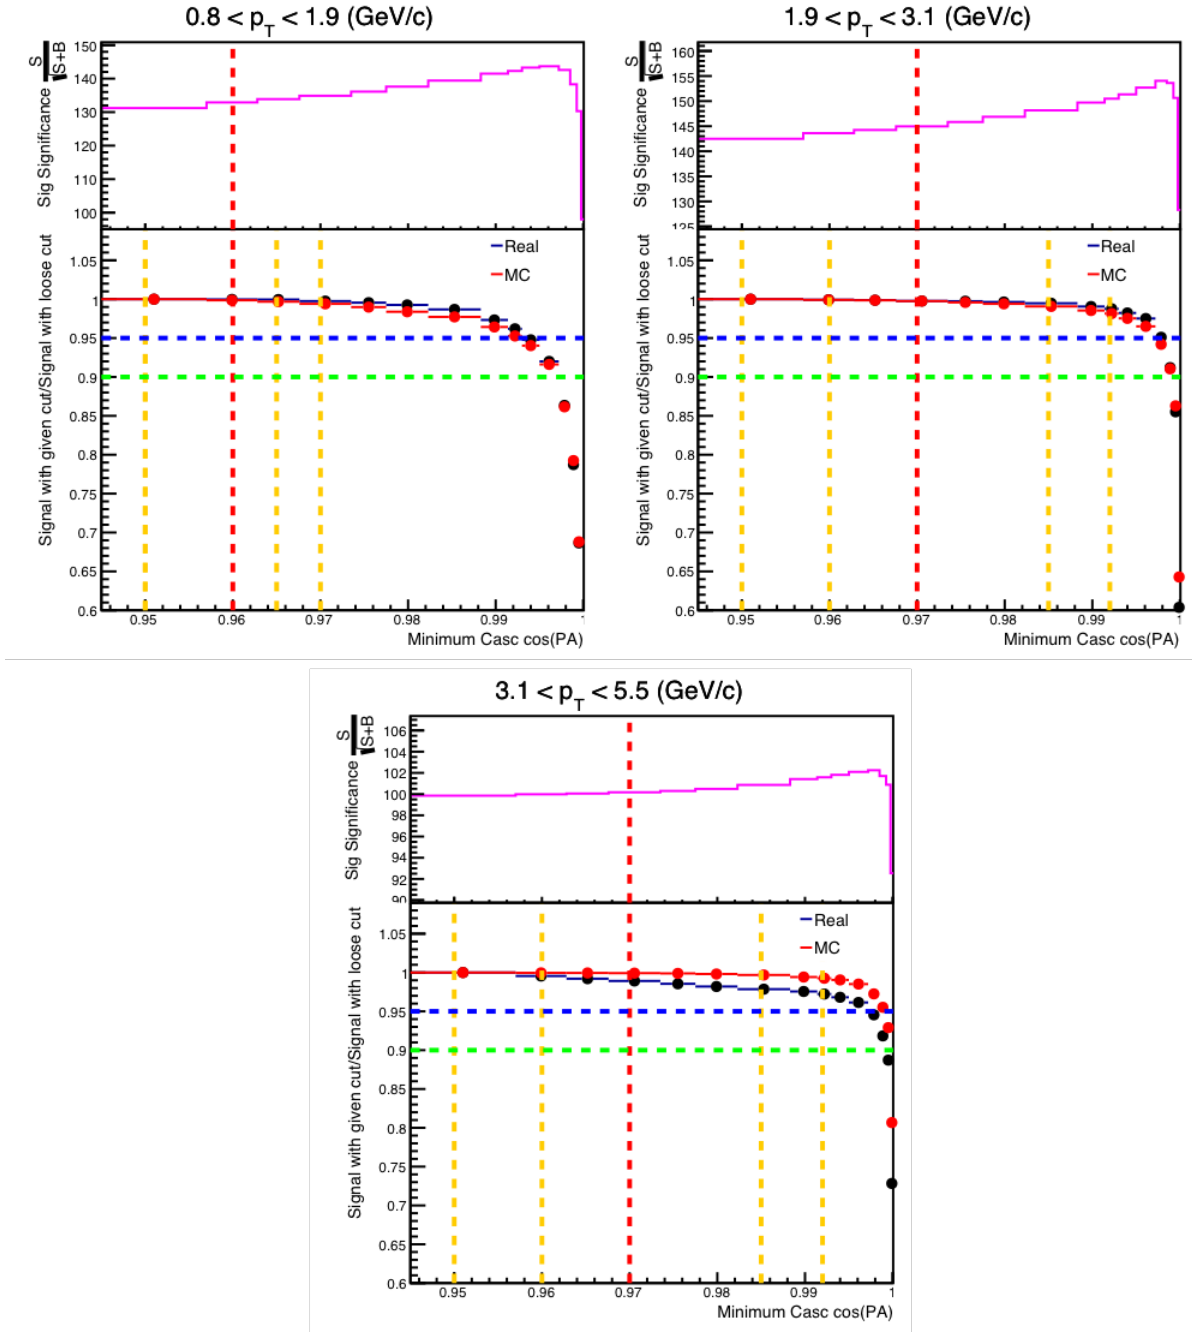 0.8 < pT < 1.9 (GeV/c)
Sig Significance S/√S+B
150
140
130
120
110
100
Signal with given cut/Signal with loose cut
Real
MC
1.05
1
0.95
0.9
0.85
0.8
0.75
0.7
0.65
0.6
0.95 0.96 0.97 0.98 0.99 1
Minimum Casc cos(PA)
1.9 < pT < 3.1 (GeV/c)
Sig Significance S/√S+B
160
155
150
145
140
135
130
125
Signal with given cut/Signal with loose cut
Real
MC
1.05
1
0.95
0.9
0.85
0.8
0.75
0.7
0.65
0.6
0.95 0.96 0.97 0.98 0.99 1
Minimum Casc cos(PA)
3.1 < pT < 5.5 (GeV/c)
Sig Significance S/√S+B
106
104
102
100
98
96
94
92
90
Signal with given cut/Signal with loose cut
Real
MC
1.05
1
0.95
0.9
0.85
0.8
0.75
0.7
0.65
0.6
0.95 0.96 0.97 0.98 0.99 1
Minimum Casc cos(PA)